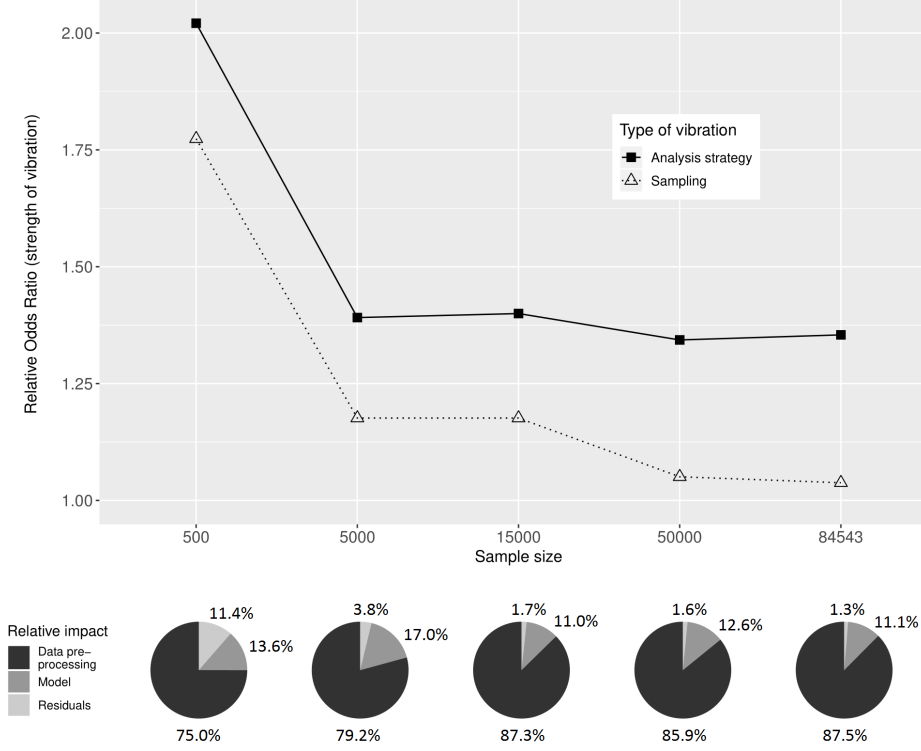 Relative Odds Ratio (strength of vibration)
2.00
1.75
1.50
1.25
1.00
Type of vibration
Analysis strategy
Sampling
500 5000 15000 50000 84543
Sample size
Relative impact
Data pre–
processing
Model
Residuals
11.4%
13.6%
75.0%
3.8%
17.0%
79.2%
1.7%
11.0%
87.3%
1.6%
12.6%
85.9%
1.3%
11.1%
87.5%